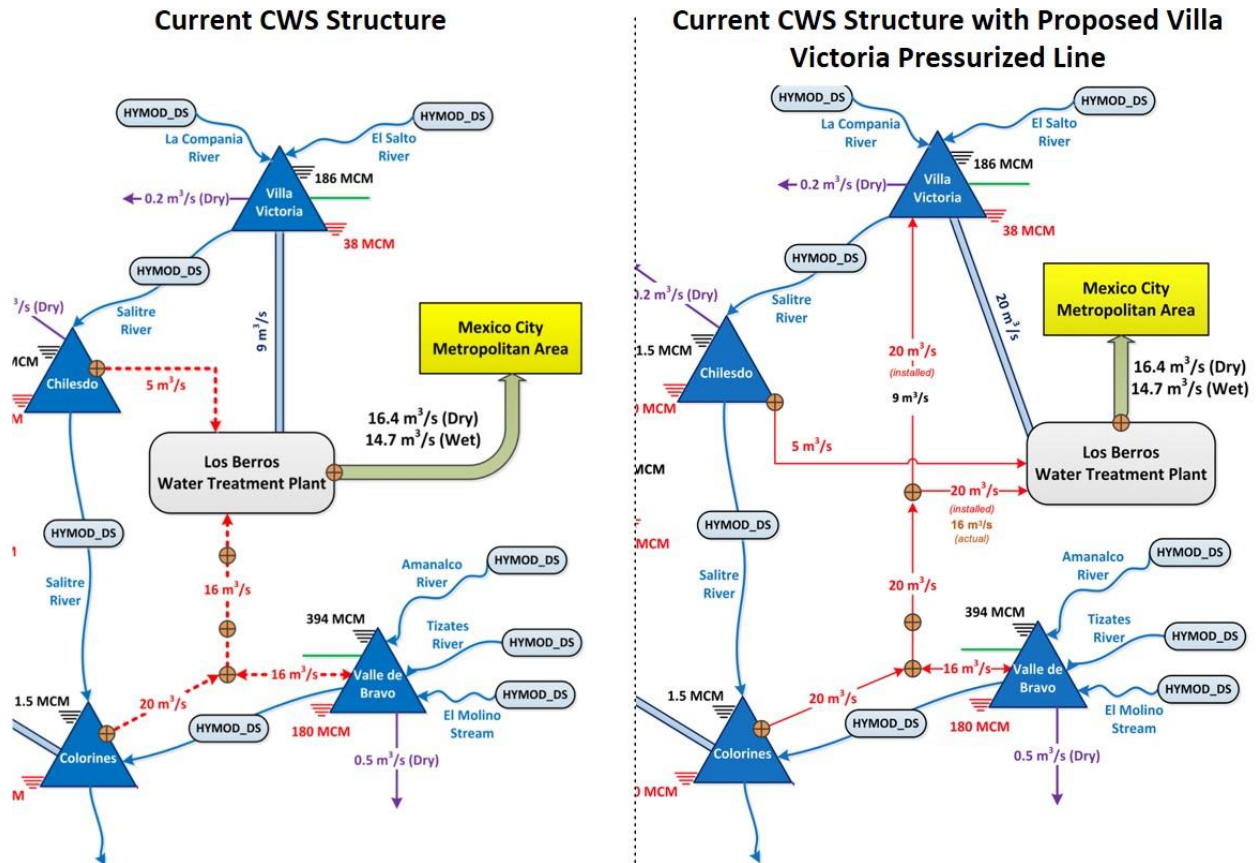 Current CWS Structure
HYMOD_DS
HYMOD_DS
La Compania
River
El Salto
River
186 MCM
0.2 m³/s (Dry)
Villa
Victoria
38 MCM
HYMOD_DS
Salitre
River
³/s (Dry)
MCM
Chilesdo
5 m³/s
9 m³/s
Mexico City
Metropolitan Area
16.4 m³/s (Dry)
14.7 m³/s (Wet)
Los Berros
Water Treatment Plant
HYMOD_DS
Salitre
River
16 m³/s
Amanalco
River
HYMOD_DS
394 MCM
Tizates
River
HYMOD_DS
16 m³/s
Valle de
Bravo
HYMOD_DS
1.5 MCM
20 m³/s
180 MCM
El Molino
Stream
HYMOD_DS
Colorines
0.5 m³/s (Dry)
CM
Current CWS Structure with Proposed Villa
Victoria Pressurized Line
HYMOD_DS
HYMOD_DS
La Compania
River
El Salto
River
186 MCM
0.2 m³/s (Dry)
Villa
Victoria
38 MCM
HYMOD_DS
0.2 m³/s (Dry)
Salitre
River
20 m³/s
Mexico City
Metropolitan Area
1.5 MCM
20 m³/s
(installed)
9 m³/s
Chilesdo
0 MCM
16.4 m³/s (Dry)
14.7 m³/s (Wet)
5 m³/s
Los Berros
Water Treatment Plant
MCM
20 m³/s
(installed)
16 m³/s
(actual)
HYMOD_DS
Salitre
River
20 m³/s
Amanalco
River
HYMOD_DS
394 MCM
Tizates
River
HYMOD_DS
16 m³/s
Valle de
Bravo
HYMOD_DS
1.5 MCM
20 m³/s
180 MCM
El Molino
Stream
HYMOD_DS
Colorines
0.5 m³/s (Dry)
0 MCM